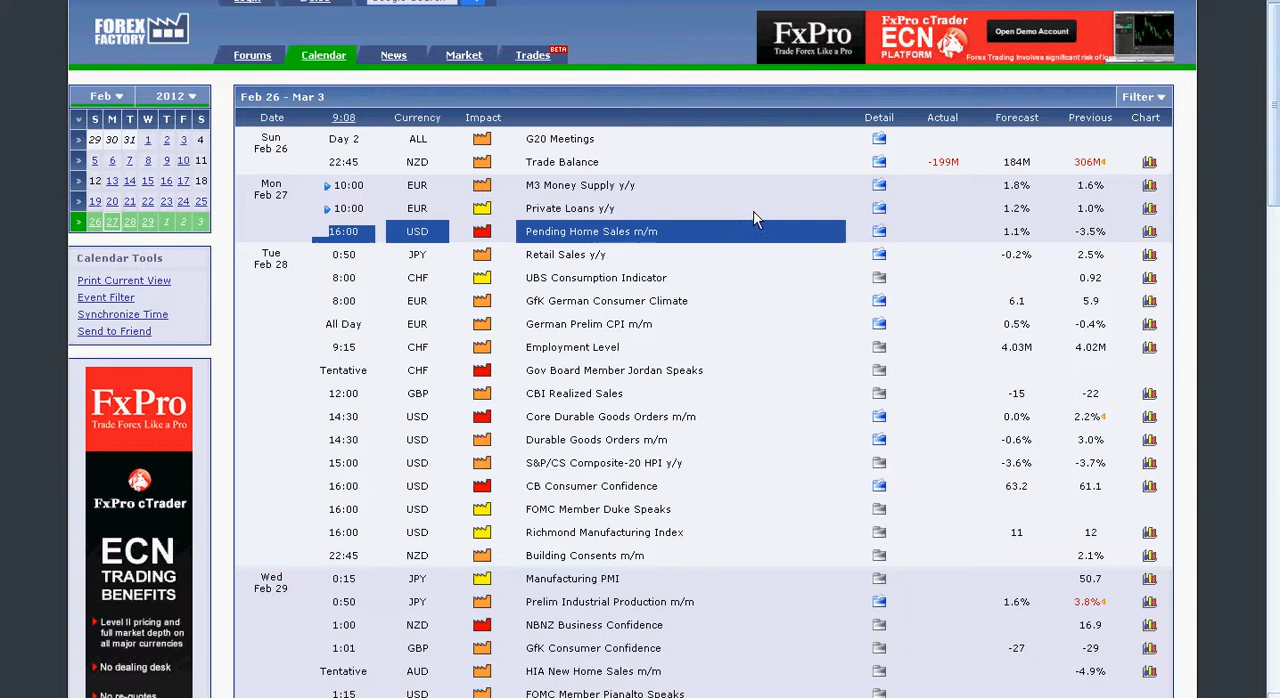 Login
Google Search
FOREX
FACTORY
Forums
Calendar
News
Market
Trades
BETA
FxPro
Trade Forex Like a Pro
FxPro cTrader
ECN
PLATFORM
Open Demo Account
Forex Trading Involves significant risk of
Feb 2012
S M T W T F S
» 29 30 31 1 2 3 4
» 5 6 7 8 9 10 11
» 12 13 14 15 16 17 18
» 19 20 21 22 23 24 25
» 26 27 28 29 1 2 3
Calendar Tools
Print Current View
Event Filter
Synchronize Time
Send to Friend
FxPro
Trade Forex Like a Pro
FxPro cTrader
ECN
TRADING
BENEFITS
Level II pricing and
full market depth on
all major currencies
No dealing desk
No re-quotes
Feb 26 - Mar 3 Filter
Date 9:08 Currency Impact Detail Actual Forecast Previous Chart
Sun
Feb 26
Day 2 ALL G20 Meetings
22:45 NZD Trade Balance -199M 184M 306M
Mon
Feb 27
10:00 EUR M3 Money Supply y/y 1.8% 1.6%
10:00 EUR Private Loans y/y 1.2% 1.0%
16:00 USD Pending Home Sales m/m 1.1% -3.5%
Tue
Feb 28
0:50 JPY Retail Sales y/y -0.2% 2.5%
8:00 CHF UBS Consumption Indicator 0.92
8:00 EUR GfK German Consumer Climate 6.1 5.9
All Day EUR German Prelim CPI m/m 0.5% -0.4%
9:15 CHF Employment Level 4.03M 4.02M
Tentative CHF Gov Board Member Jordan Speaks
12:00 GBP CBI Realized Sales -15 -22
14:30 USD Core Durable Goods Orders m/m 0.0% 2.2%
14:30 USD Durable Goods Orders m/m -0.6% 3.0%
15:00 USD S&P/CS Composite-20 HPI y/y -3.6% -3.7%
16:00 USD CB Consumer Confidence 63.2 61.1
16:00 USD FOMC Member Duke Speaks
16:00 USD Richmond Manufacturing Index 11 12
22:45 NZD Building Consents m/m 2.1%
Wed
Feb 29
0:15 JPY Manufacturing PMI 50.7
0:50 JPY Prelim Industrial Production m/m 1.6% 3.8%
1:00 NZD NBNZ Business Confidence 16.9
1:01 GBP GfK Consumer Confidence -27 -29
Tentative AUD HIA New Home Sales m/m -4.9%
1:15 USD FOMC Member Pianalto Speaks